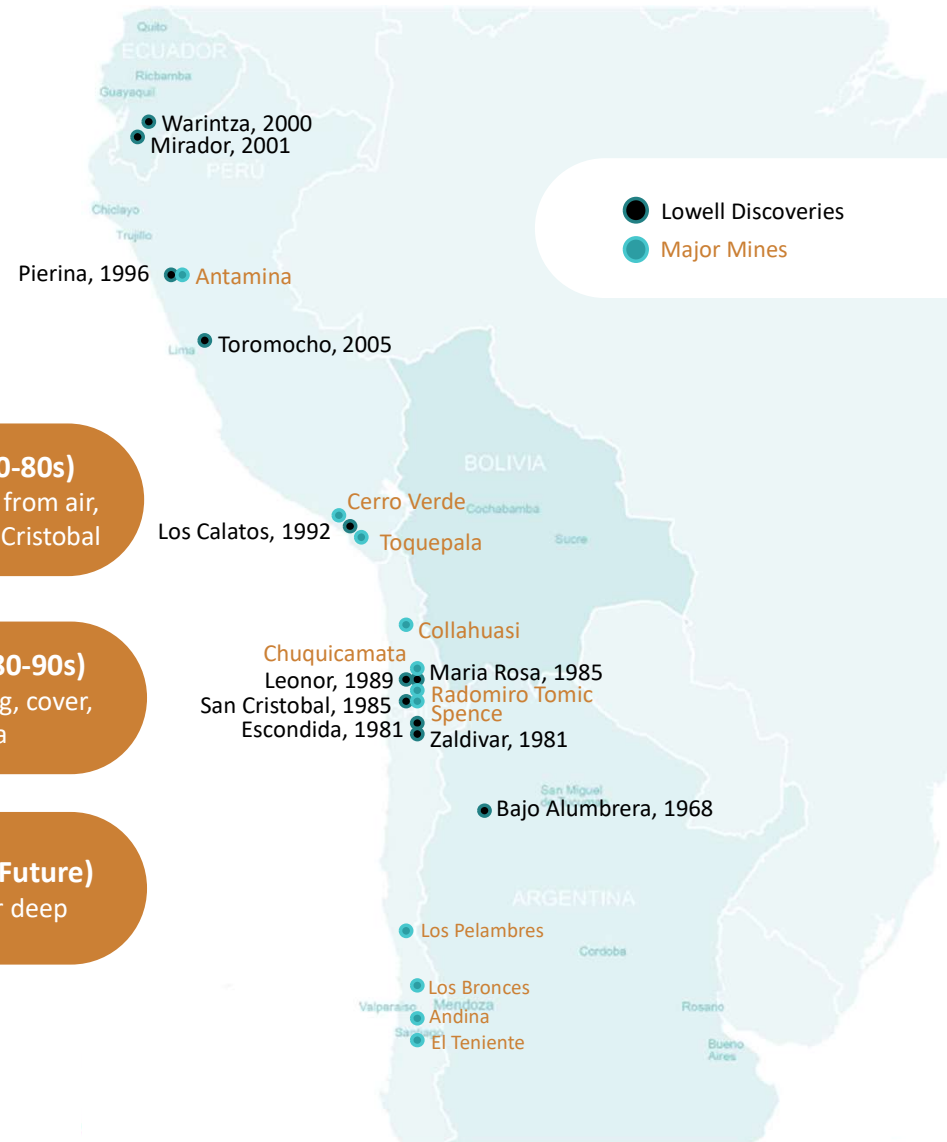 Quito
ECUADOR
Ricbamba
Guayaquil
Warintza, 2000
Mirador, 2001
PERÚ
Chiclayo
Trujillo
Lowell Discoveries
Major Mines
Pierina, 1996
Antamina
Lima
Toromocho, 2005
0-80s)
from air,
Cristobal
BOLIVIA
Cerro Verde
Cochabamba
Los Calatos, 1992
Toquepala
Sucre
Collahuasi
30-90s)
g, cover,
a
Chuquicamata
Maria Rosa, 1985
Leonor, 1989
Radomiro Tomic
San Cristobal, 1985
Spence
Escondida, 1981
Zaldivar, 1981
San Miguel
Bajo Alumbrera, 1968
Future)
r deep
ARGENTINA
Los Pelambres
Cordoba
Los Bronces
Valparaiso
Mendoza
Rosario
Andina
Santiago
El Teniente
Bueno
Aires